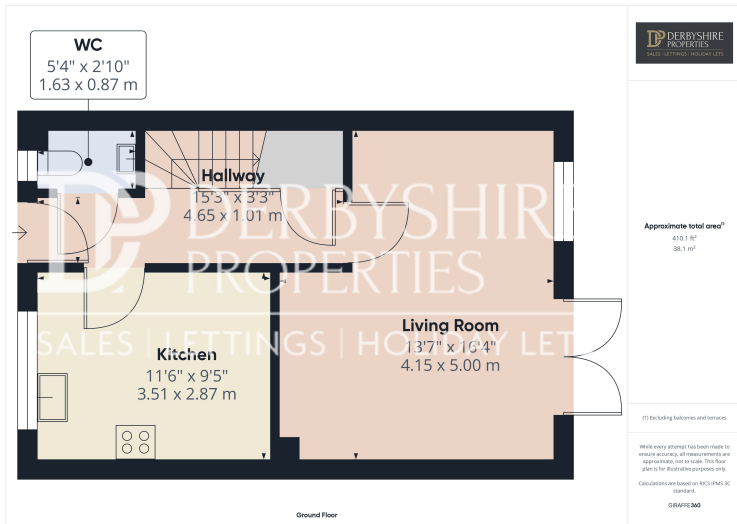 WC
5'4" x 2'10"
1.63 x 0.87 m
Hallway
15'3" x 3'3"
4.65 x 1.01 m
DERBYSHIRE
PROPERTIES
SALES | LETTINGS | HOLIDAY LET
Living Room
13'7" x 16'4"
4.15 x 5.00 m
Kitchen
11'6" x 9'5"
3.51 x 2.87 m
Ground Floor
DERBYSHIRE
PROPERTIES
SALES | LETTINGS | HOLIDAY LETS
Approximate total area⁽¹⁾
410.1 ft²
38.1 m²
(1) Excluding balconies and terraces
While every attempt has been made to
ensure accuracy, all measurements are
approximate, not to scale. This floor
plan is for illustrative purposes only.
Calculations are based on RICS IPMS 3C
standard.
GIRAFFE360